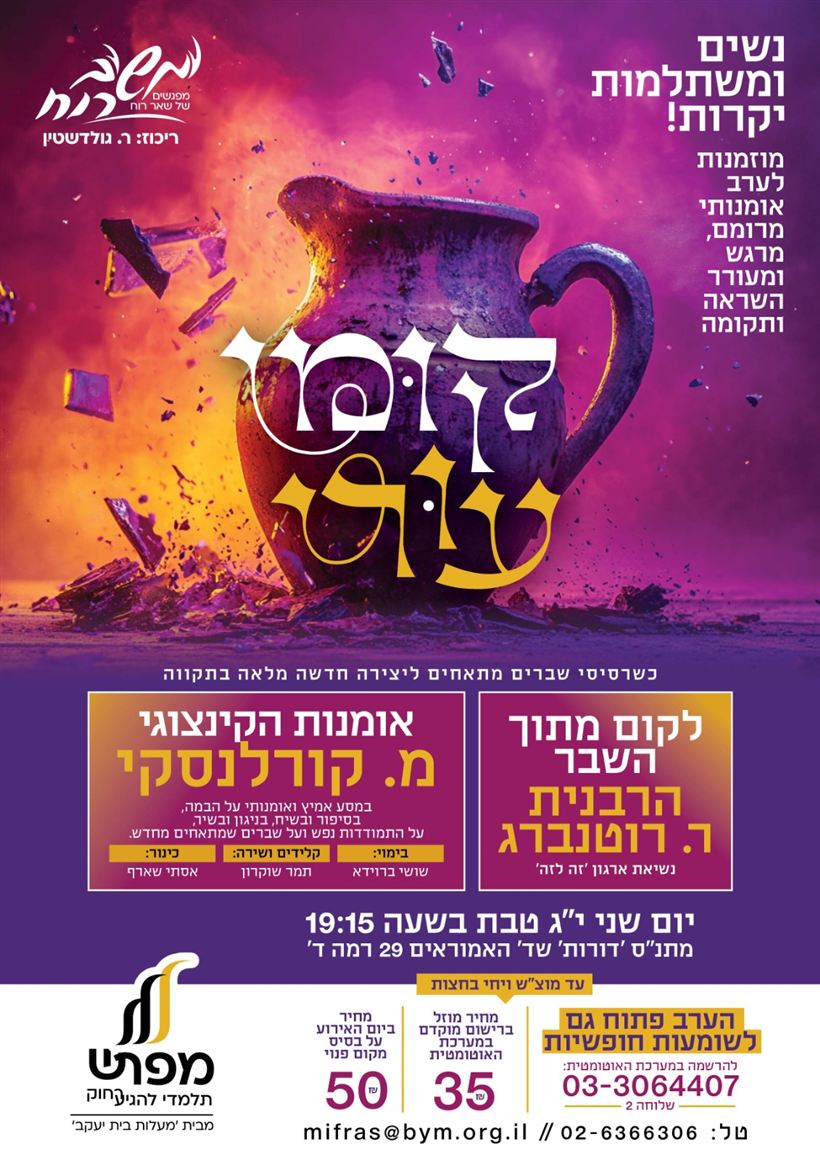 נשים
ומשתלמות
יקרות!
מוזמנות
לערב
אומנותי
מרומם,
מרגש
ומעורר
השראה
ותקומה
משב
רוח
מפגשים
של שאר רוח
ריכוז: ר. גולדשטין
קומי
עורי
כשרסיסי שברים מתאחים ליצירה חדשה מלאה בתקווה
לקום מתוך
השבר
הרבנית
ר. רוטנברג
נשיאת ארגון 'זה לזה'
אומנות הקינצוגי
מ. קורלנסקי
במסע אמיץ ואומנותי על הבמה,
בסיפור ובשיח, בניגון ובשיר,
על התמודדות נפש ועל שברים שמתאחים מחדש.
בימוי:
שושי ברוידא
קלידים ושירה:
תמר שוקרון
כינור:
אסתי שארף
יום שני י"ג טבת בשעה 19:15
מתנ"ס 'דורות' שד' האמוראים 29 רמה ד'
עד מוצ"ש ויחי בחצות
הערב פתוח גם
לשומעות חופשיות
להרשמה במערכת האוטומטית:
03-3064407
שלוחה 2
מחיר מוזל
ברישום מוקדם
במערכת
האוטומטית
35 ₪
מחיר
ביום האירוע
על בסיס
מקום פנוי
50 ₪
מפרש
תלמדי להגיע רחוק
מבית 'מעלות בית יעקב'
טל: 02-6366306 // mifras@bym.org.il